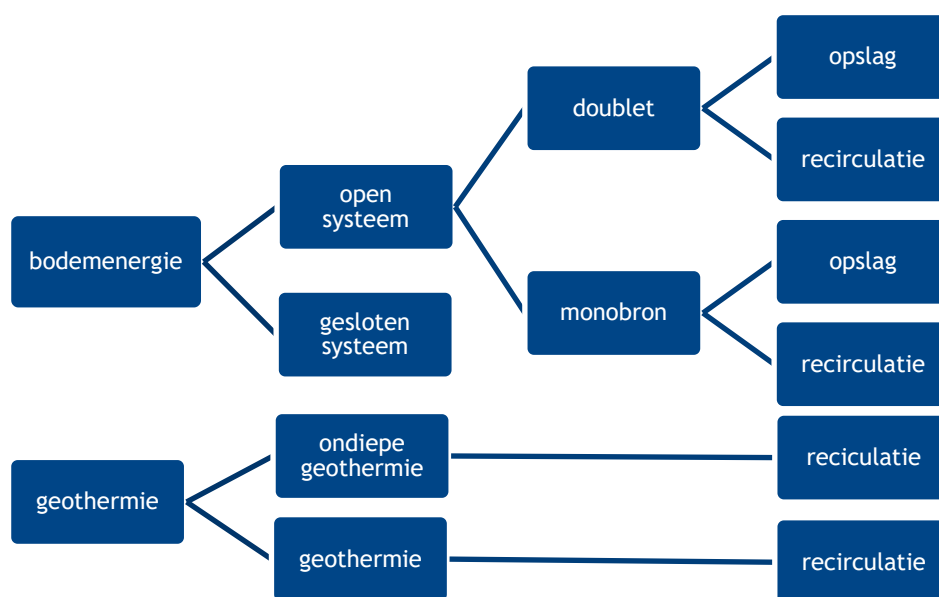 opslag
doublet
recirculatie
open
systeem
bodemenergie
opslag
gesloten
systeem
monobron
recirculatie
ondiepe
geothermie
reciculatie
geothermie
geothermie
recirculatie